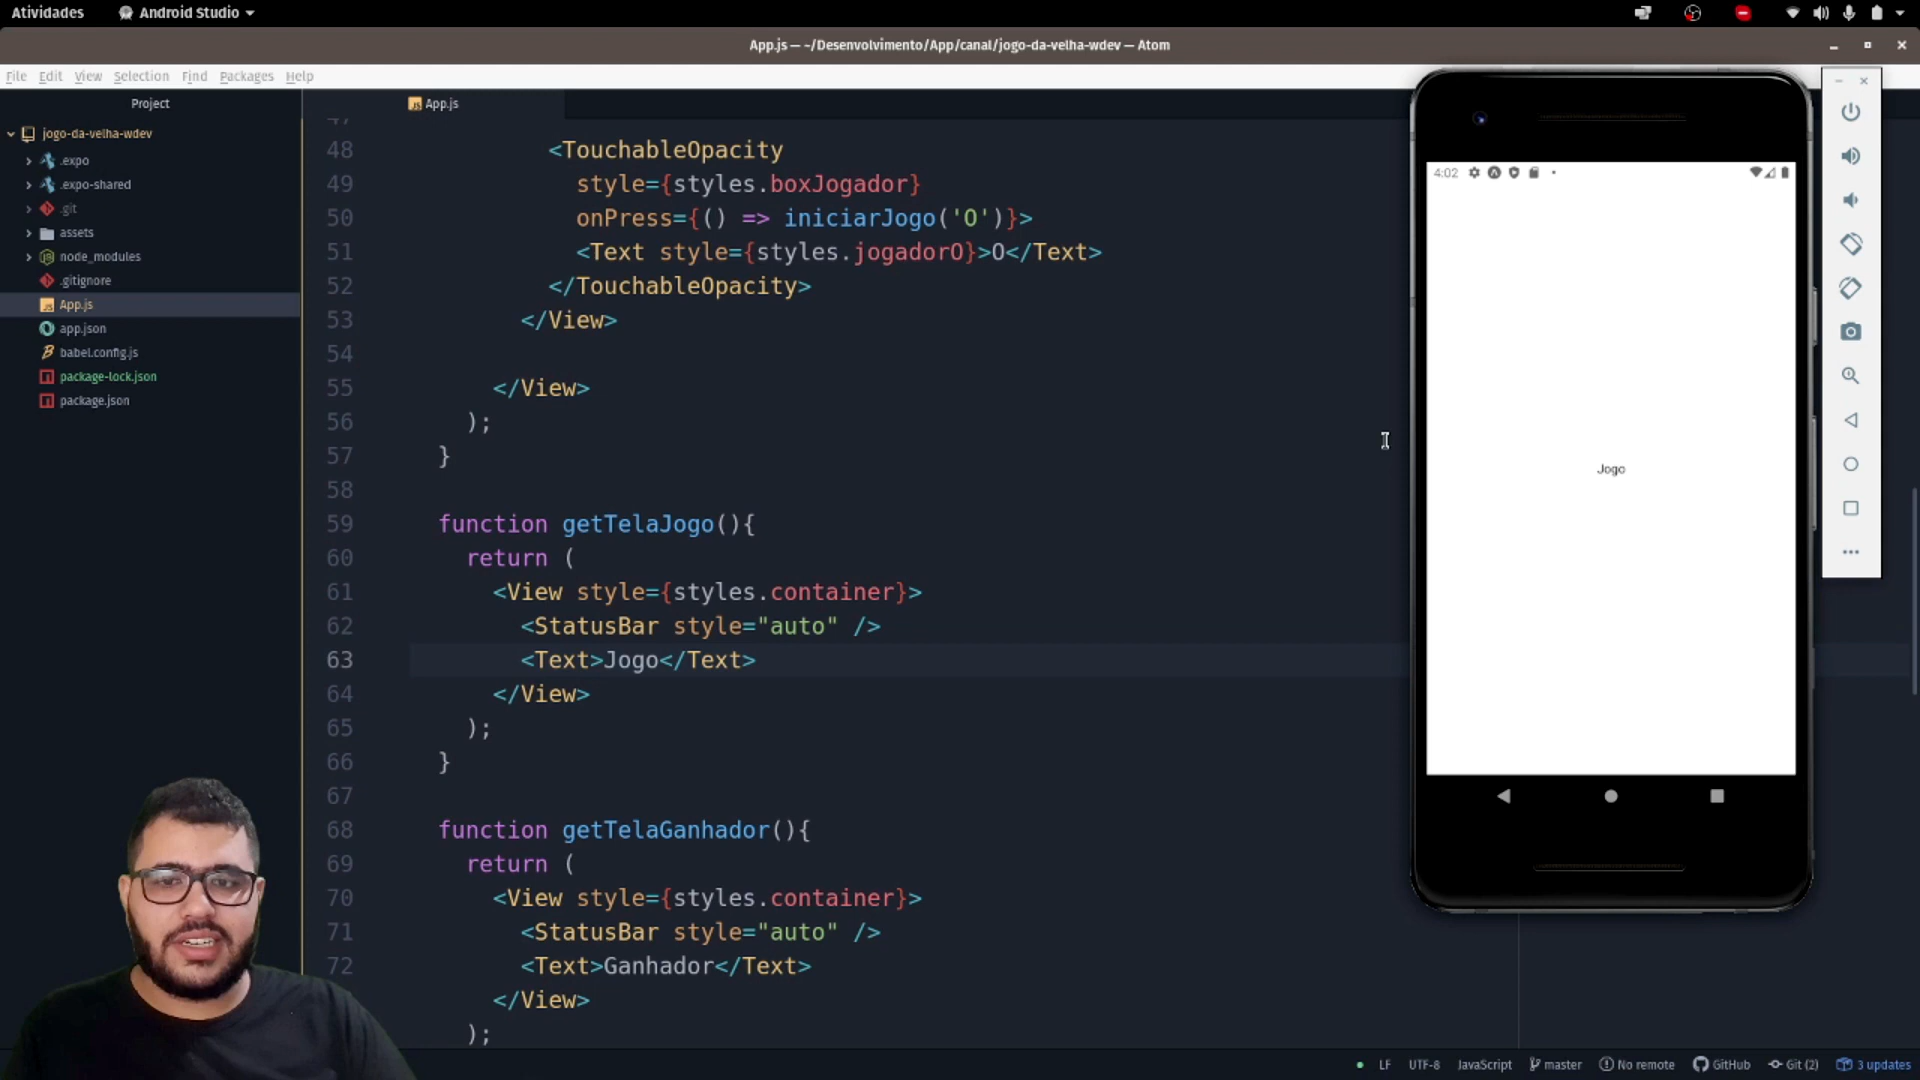 Atividades
Android Studio
App.js — ~/Desenvolvimento/App/canal/jogo-da-velha-wdev — Atom
File Edit View Selection Find Packages Help
Project
App.js
jogo-da-velha-wdev
.expo
.expo-shared
.git
assets
node_modules
.gitignore
App.js
app.json
babel.config.js
package-lock.json
package.json
47
48 <TouchableOpacity
49 style={styles.boxJogador}
50 onPress={() => iniciarJogo('O')}>
51 <Text style={styles.jogadorO}>O</Text>
52 </TouchableOpacity>
53 </View>
54
55 </View>
56 );
57 }
58
59 function getTelaJogo(){
60 return (
61 <View style={styles.container}>
62 <StatusBar style="auto" />
63 <Text>Jogo</Text>
64 </View>
65 );
66 }
67
68 function getTelaGanhador(){
69 return (
70 <View style={styles.container}>
71 <StatusBar style="auto" />
72 <Text>Ganhador</Text>
</View>
);
4:02
Jogo
LF UTF-8 JavaScript master No remote GitHub Git (2) 3 updates